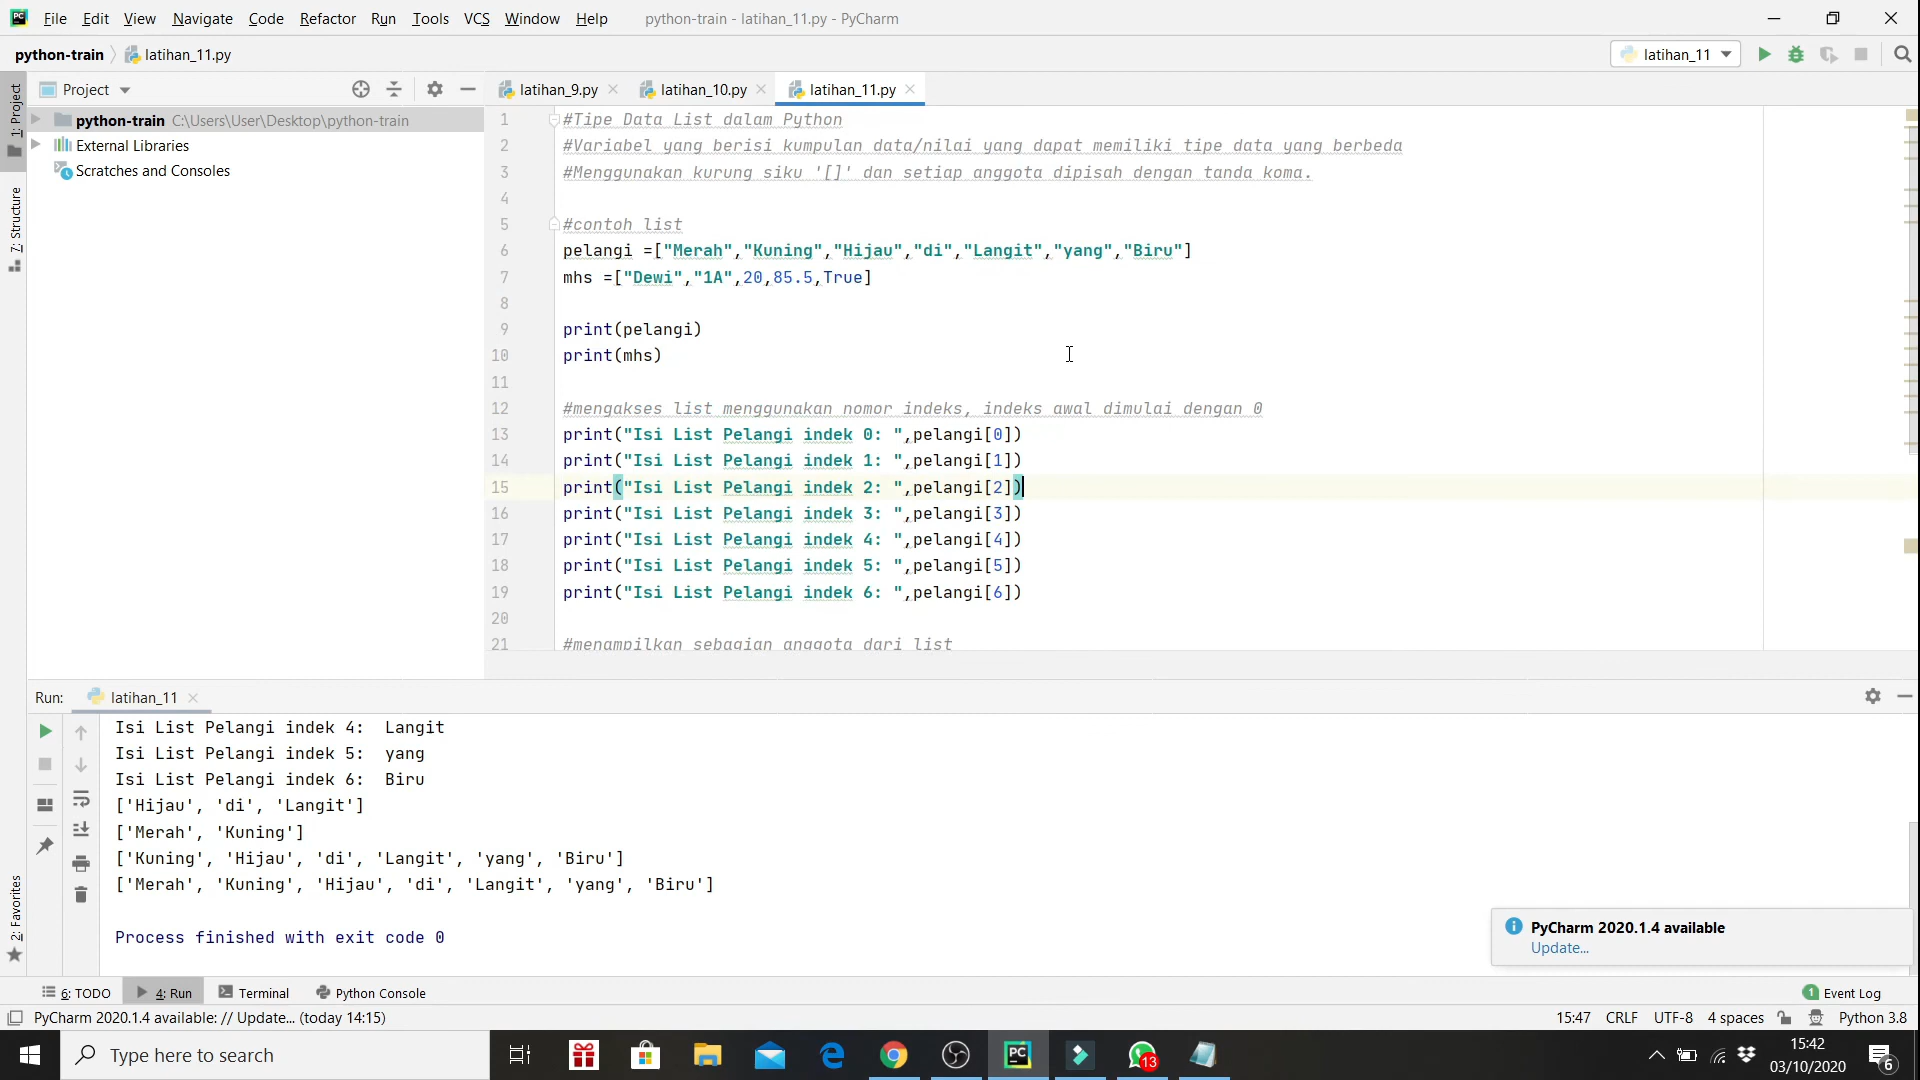 File Edit View Navigate Code Refactor Run Tools VCS Window Help python-train - latihan_11.py - PyCharm
python-train latihan_11.py latihan_11
1: Project
7: Structure
2: Favorites
Project
python-train C:\Users\User\Desktop\python-train
External Libraries
Scratches and Consoles
latihan_9.py latihan_10.py latihan_11.py
1 #Tipe Data List dalam Python
2 #Variabel yang berisi kumpulan data/nilai yang dapat memiliki tipe data yang berbeda
3 #Menggunakan kurung siku '[]' dan setiap anggota dipisah dengan tanda koma.
4
5 #contoh list
6 pelangi =["Merah","Kuning","Hijau","di","Langit","yang","Biru"]
7 mhs =["Dewi","1A",20,85.5,True]
8
9 print(pelangi)
10 print(mhs)
11
12 #mengakses list menggunakan nomor indeks, indeks awal dimulai dengan 0
13 print("Isi List Pelangi indek 0: ",pelangi[0])
14 print("Isi List Pelangi indek 1: ",pelangi[1])
15 print("Isi List Pelangi indek 2: ",pelangi[2])
16 print("Isi List Pelangi indek 3: ",pelangi[3])
17 print("Isi List Pelangi indek 4: ",pelangi[4])
18 print("Isi List Pelangi indek 5: ",pelangi[5])
19 print("Isi List Pelangi indek 6: ",pelangi[6])
20
21 #menampilkan sebagian anggota dari list
Run: latihan_11
Isi List Pelangi indek 4:  Langit
Isi List Pelangi indek 5:  yang
Isi List Pelangi indek 6:  Biru
['Hijau', 'di', 'Langit']
['Merah', 'Kuning']
['Kuning', 'Hijau', 'di', 'Langit', 'yang', 'Biru']
['Merah', 'Kuning', 'Hijau', 'di', 'Langit', 'yang', 'Biru']
Process finished with exit code 0
PyCharm 2020.1.4 available
Update...
6: TODO 4: Run Terminal Python Console 1 Event Log
PyCharm 2020.1.4 available: // Update... (today 14:15) 15:47 CRLF UTF-8 4 spaces Python 3.8
Type here to search PC 13 15:42
03/10/2020 6